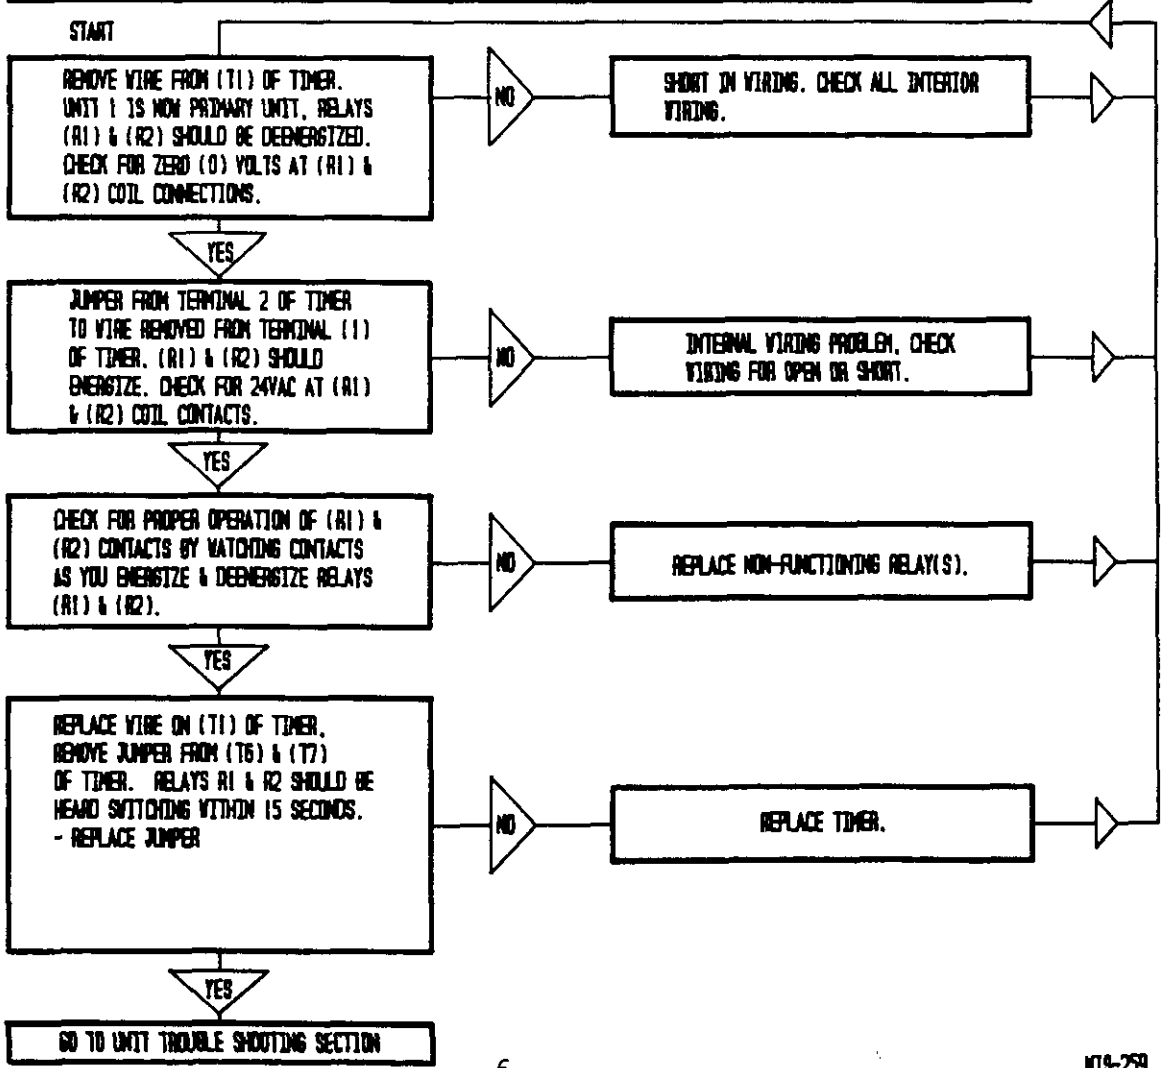 START
REMOVE WIRE FROM (T1) OF TIMER.
UNIT 1 IS NOW PRIMARY UNIT, RELAYS
(R1) & (R2) SHOULD BE DEENERGIZED.
CHECK FOR ZERO (0) VOLTS AT (R1) &
(R2) COIL CONNECTIONS.
NO
SHORT IN WIRING. CHECK ALL INTERIOR
WIRING.
YES
JUMPER FROM TERMINAL 2 OF TIMER
TO WIRE REMOVED FROM TERMINAL (1)
OF TIMER. (R1) & (R2) SHOULD
ENERGIZE. CHECK FOR 24VAC AT (R1)
& (R2) COIL CONTACTS.
NO
INTERNAL WIRING PROBLEM, CHECK
WIRING FOR OPEN OR SHORT.
YES
CHECK FOR PROPER OPERATION OF (R1) &
(R2) CONTACTS BY WATCHING CONTACTS
AS YOU ENERGIZE & DEENERGIZE RELAYS
(R1) & (R2).
NO
REPLACE NON-FUNCTIONING RELAY(S).
YES
REPLACE WIRE ON (T1) OF TIMER,
REMOVE JUMPER FROM (T6) & (T7)
OF TIMER. RELAYS R1 & R2 SHOULD BE
HEARD SWITCHING WITHIN 15 SECONDS.
- REPLACE JUMPER
NO
REPLACE TIMER.
YES
GO TO UNIT TROUBLE SHOOTING SECTION
6
MIS-259